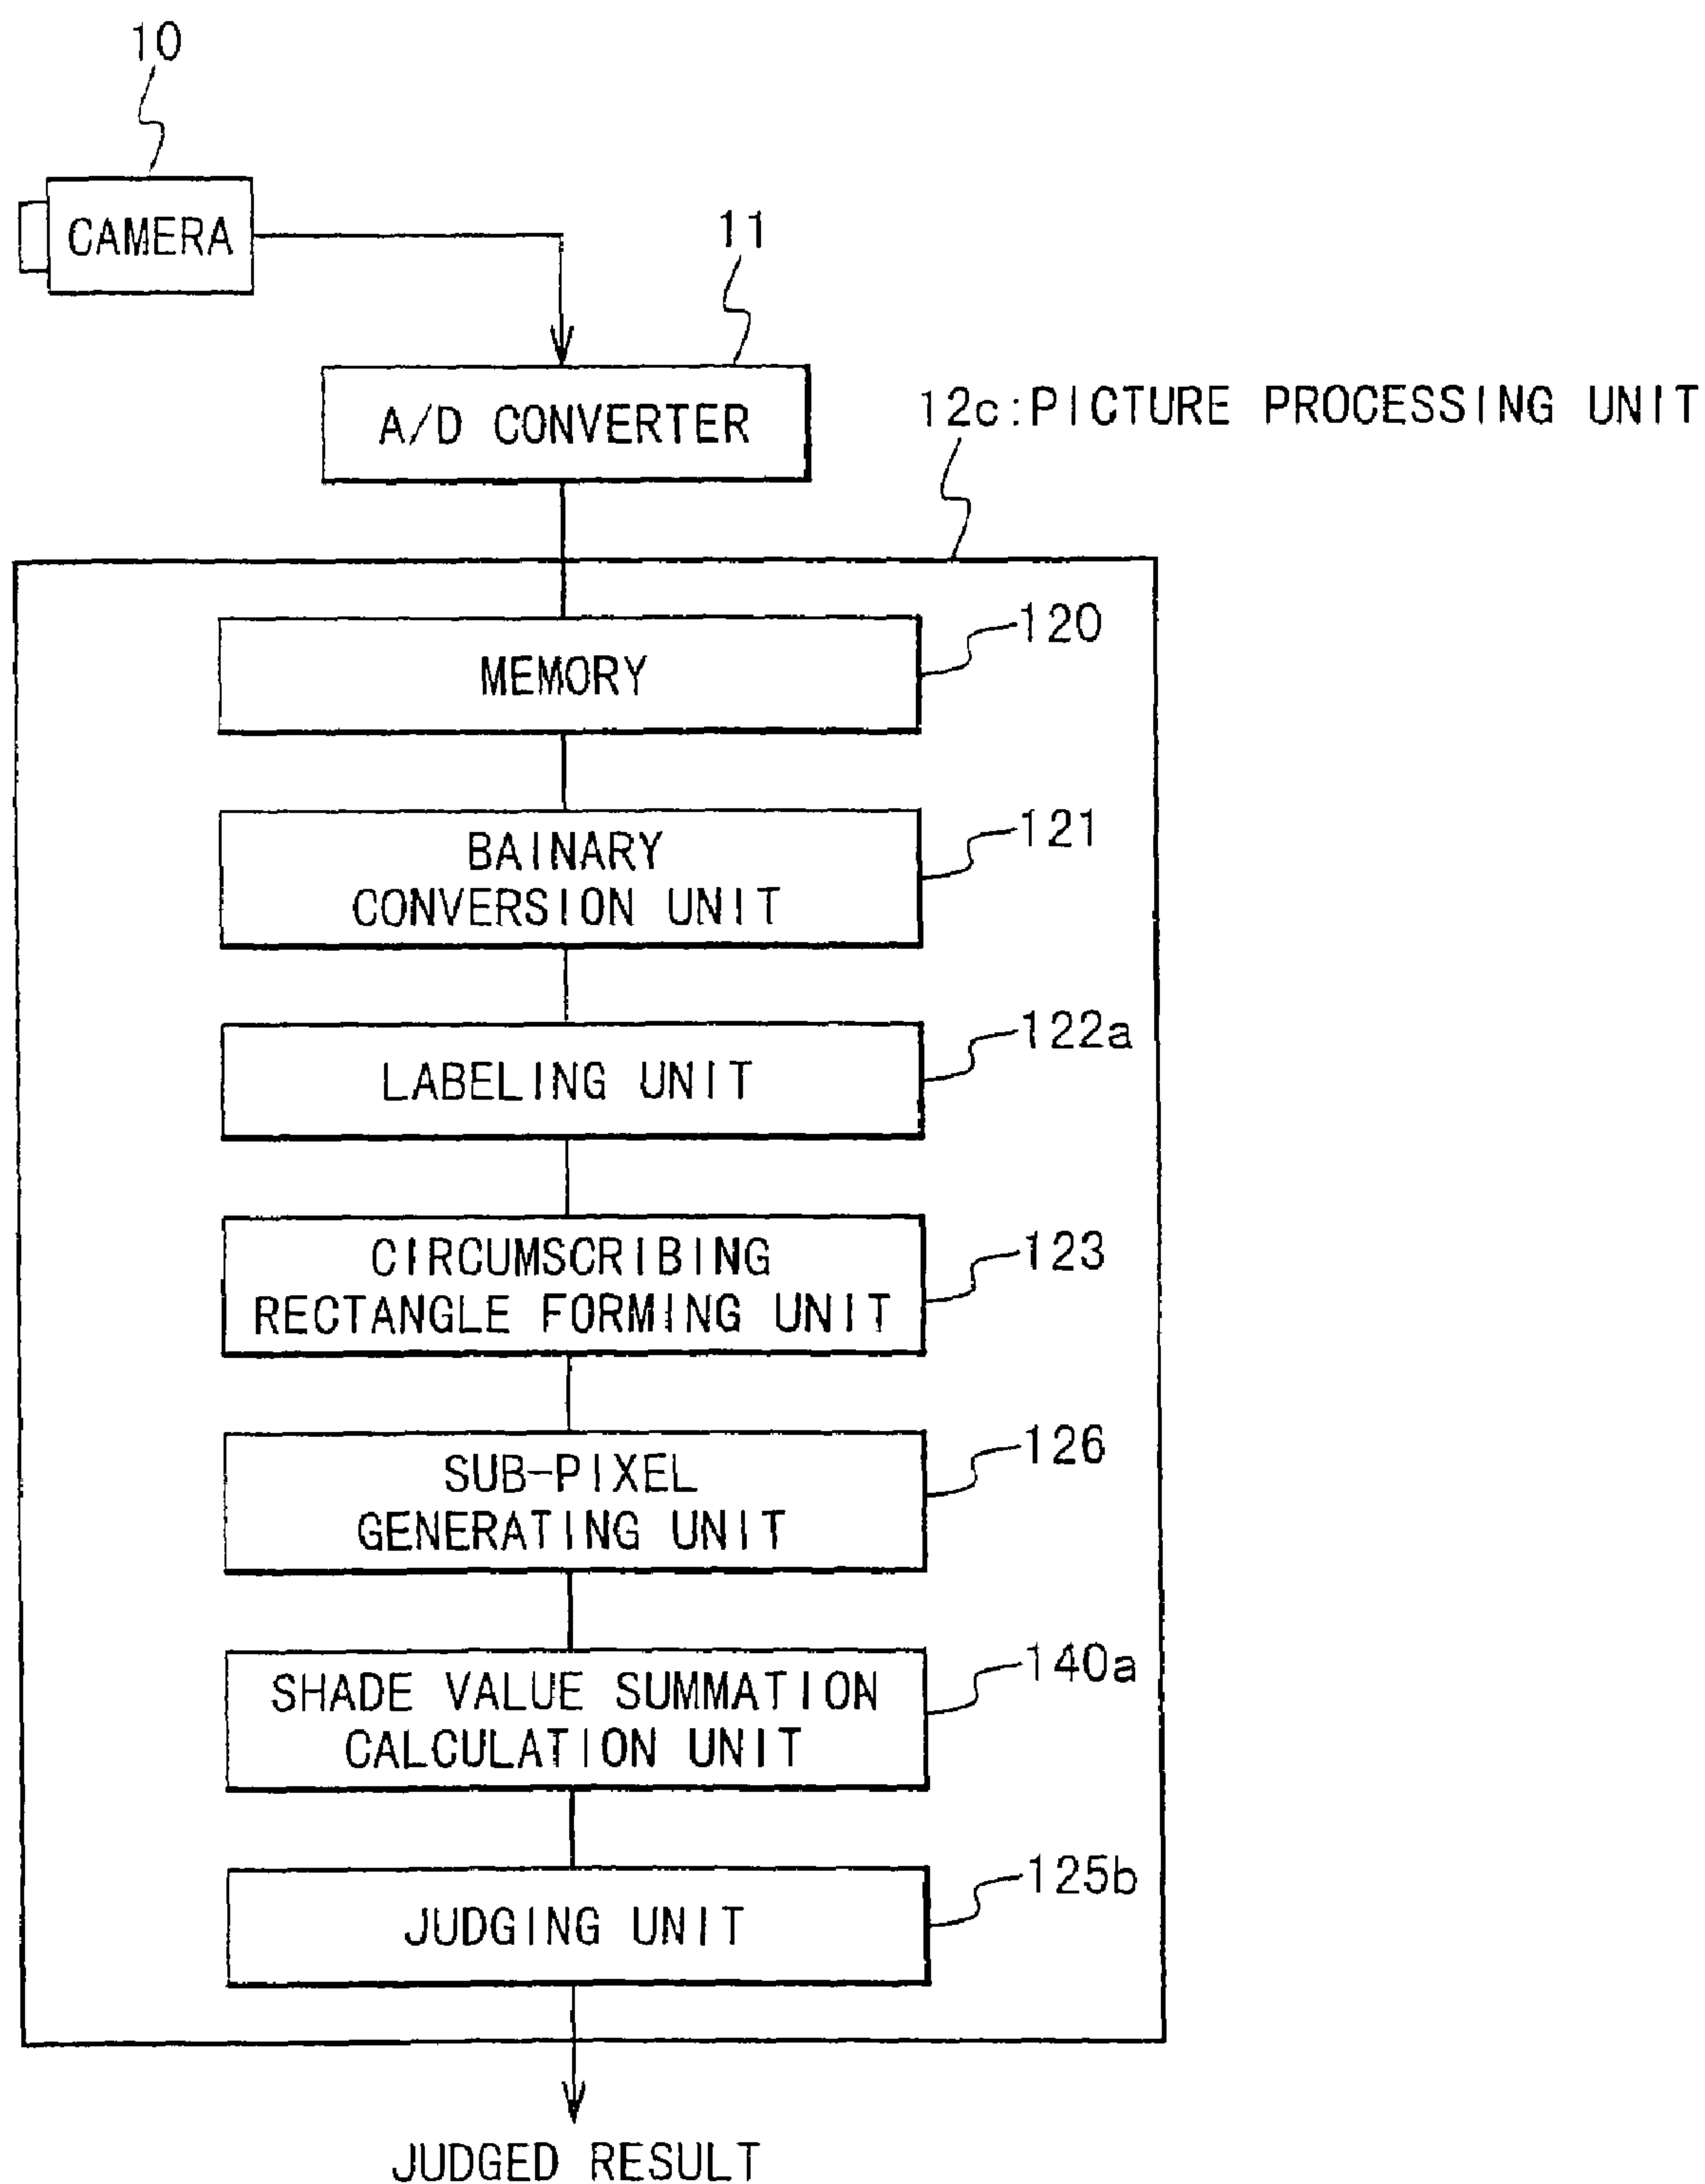 10
CAMERA
11
A/D CONVERTER
12c:PICTURE PROCESSING UNIT
120
MEMORY
121
BAINARY
CONVERSION UNIT
122a
LABELING UNIT
123
CIRCUMSCRIBING
RECTANGLE FORMING UNIT
126
SUB-PIXEL
GENERATING UNIT
140a
SHADE VALUE SUMMATION
CALCULATION UNIT
125b
JUDGING UNIT
JUDGED RESULT